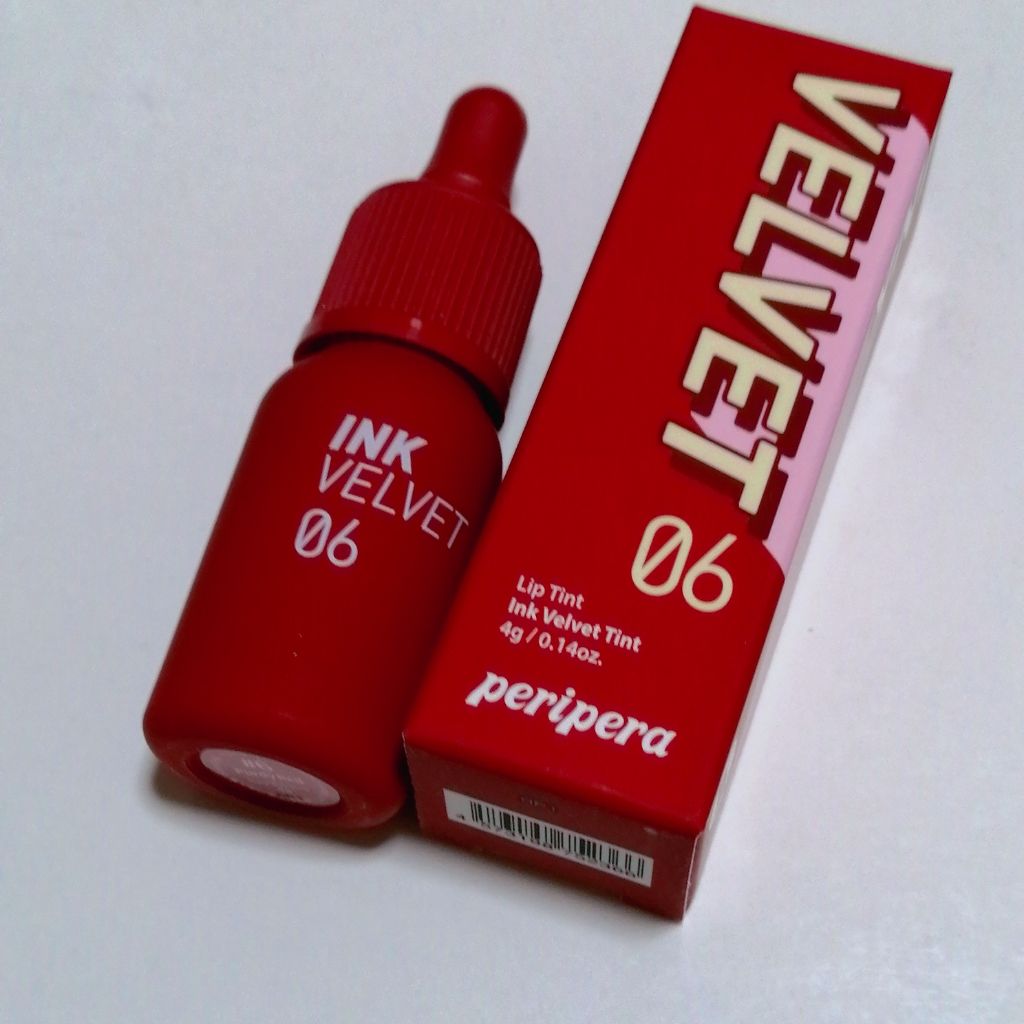 INK
VELVET
06
VELVET
06
Lip Tint
Ink Velvet Tint
4g / 0.14oz.
peripera